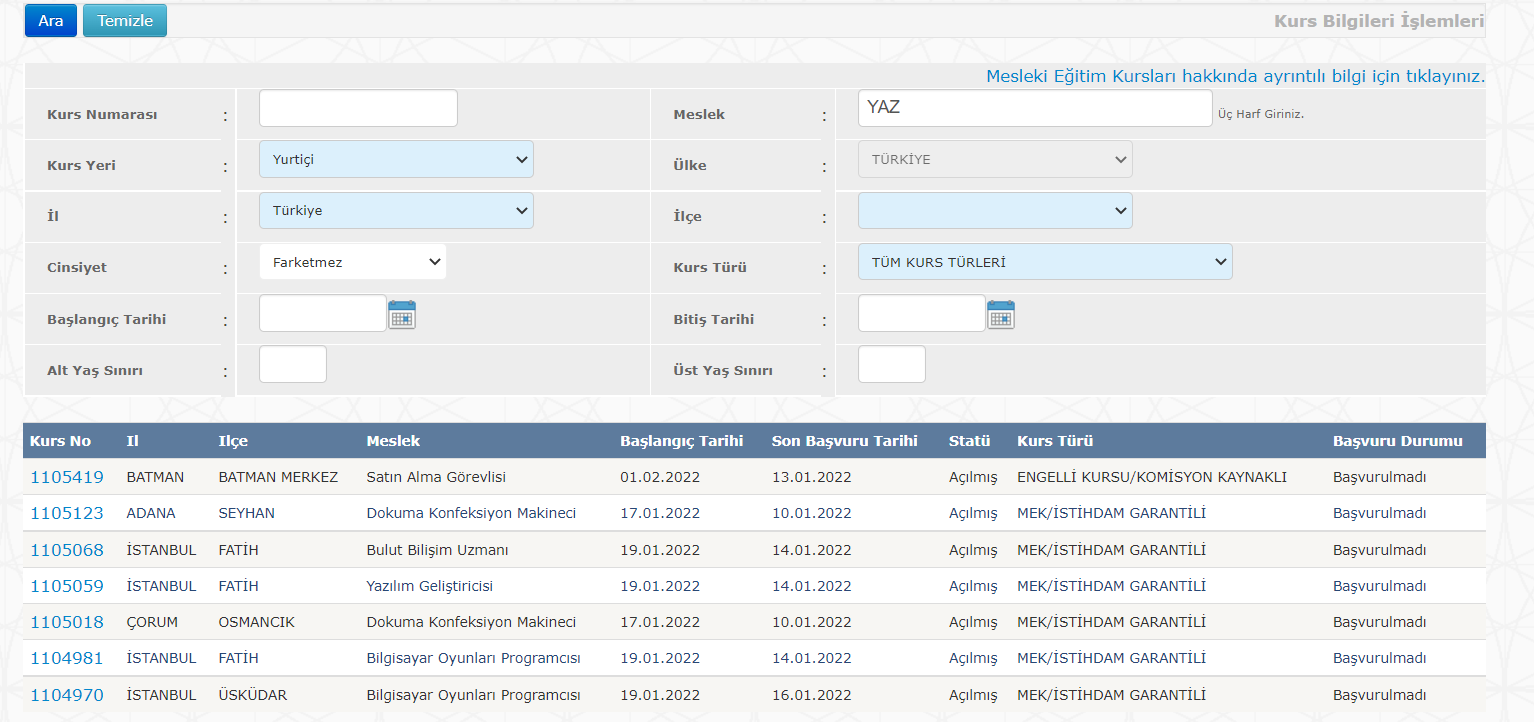 Ara Temizle Kurs Bilgileri İşlemleri
Mesleki Eğitim Kursları hakkında ayrıntılı bilgi için tıklayınız.
Kurs Numarası : Meslek : YAZ Üç Harf Giriniz.
Kurs Yeri : Yurtiçi Ülke : TÜRKİYE
İl : Türkiye İlçe :
Cinsiyet : Farketmez Kurs Türü : TÜM KURS TÜRLERİ
Başlangıç Tarihi : Bitiş Tarihi :
Alt Yaş Sınırı : Üst Yaş Sınırı :
Kurs No Il Ilçe Meslek Başlangıç Tarihi Son Başvuru Tarihi Statü Kurs Türü Başvuru Durumu
1105419 BATMAN BATMAN MERKEZ Satın Alma Görevlisi 01.02.2022 13.01.2022 Açılmış ENGELLİ KURSU/KOMİSYON KAYNAKLI Başvurulmadı
1105123 ADANA SEYHAN Dokuma Konfeksiyon Makineci 17.01.2022 10.01.2022 Açılmış MEK/İSTİHDAM GARANTİLİ Başvurulmadı
1105068 İSTANBUL FATİH Bulut Bilişim Uzmanı 19.01.2022 14.01.2022 Açılmış MEK/İSTİHDAM GARANTİLİ Başvurulmadı
1105059 İSTANBUL FATİH Yazılım Geliştiricisi 19.01.2022 14.01.2022 Açılmış MEK/İSTİHDAM GARANTİLİ Başvurulmadı
1105018 ÇORUM OSMANCIK Dokuma Konfeksiyon Makineci 17.01.2022 10.01.2022 Açılmış MEK/İSTİHDAM GARANTİLİ Başvurulmadı
1104981 İSTANBUL FATİH Bilgisayar Oyunları Programcısı 19.01.2022 14.01.2022 Açılmış MEK/İSTİHDAM GARANTİLİ Başvurulmadı
1104970 İSTANBUL ÜSKÜDAR Bilgisayar Oyunları Programcısı 19.01.2022 16.01.2022 Açılmış MEK/İSTİHDAM GARANTİLİ Başvurulmadı